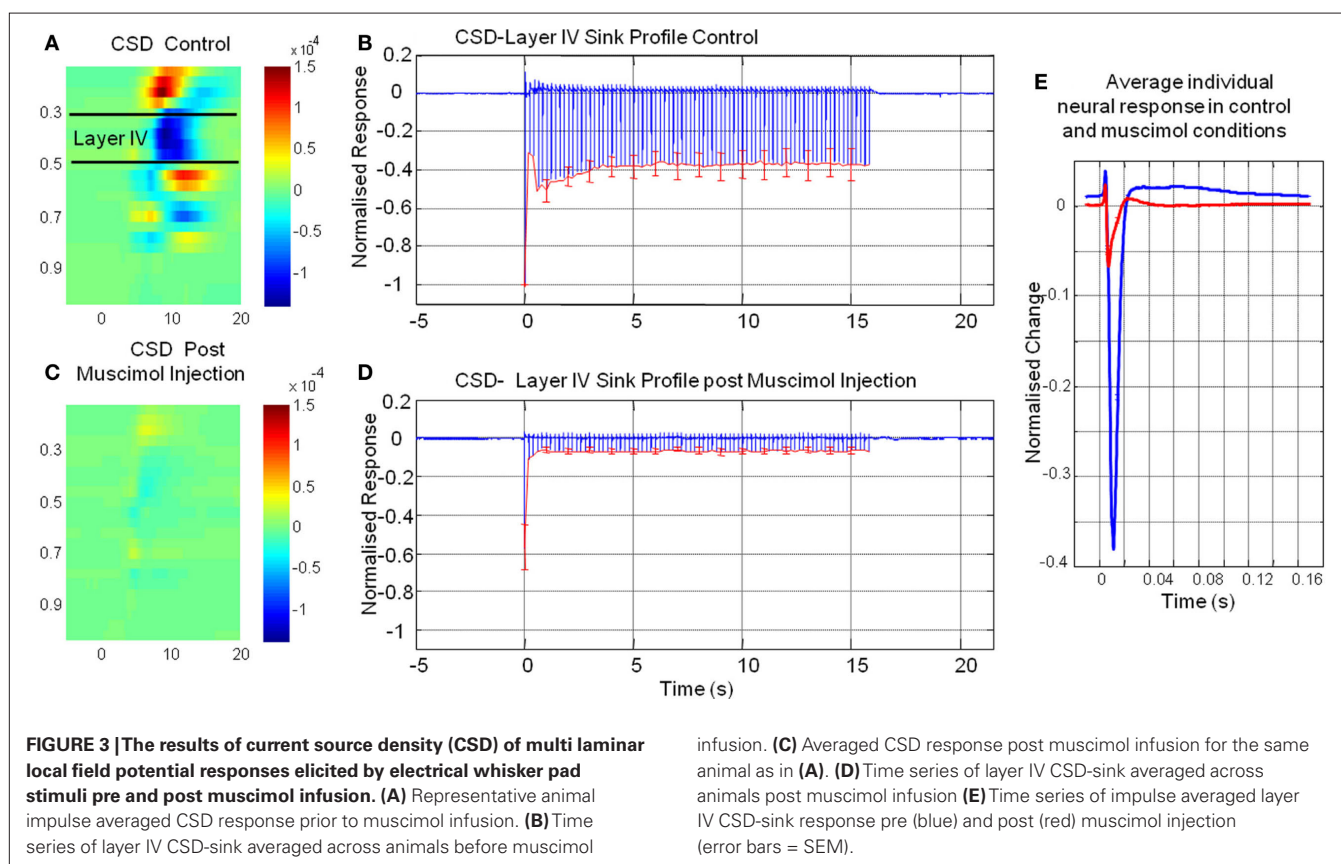 A
CSD Control
×10⁻⁴
1.5
1
0.5
0
-0.5
-1
0.3
Layer IV
0.5
0.7
0.9
0 10 20
B
CSD-Layer IV Sink Profile Control
Normalised Response
0.2
0
-0.2
-0.4
-0.6
-0.8
-1
-5 0 5 10 15 20
C
CSD Post
Muscimol Injection
×10⁻⁴
1.5
1
0.5
0
-0.5
-1
0.3
0.5
0.7
0.9
0 10 20
D
CSD- Layer IV Sink Profile post Muscimol Injection
Normalised Response
0.2
0
-0.2
-0.4
-0.6
-0.8
-1
-5 0 5 10 15 20
Time (s)
E
Average individual
neural response in control
and muscimol conditions
Normalised Change
0
-0.1
-0.2
-0.3
-0.4
0 0.04 0.08 0.12 0.16
Time (s)
FIGURE 3 | The results of current source density (CSD) of multi laminar
local field potential responses elicited by electrical whisker pad
stimuli pre and post muscimol infusion. (A) Representative animal
impulse averaged CSD response prior to muscimol infusion. (B) Time
series of layer IV CSD-sink averaged across animals before muscimol
infusion. (C) Averaged CSD response post muscimol infusion for the same
animal as in (A). (D) Time series of layer IV CSD-sink averaged across
animals post muscimol infusion (E) Time series of impulse averaged layer
IV CSD-sink response pre (blue) and post (red) muscimol injection
(error bars = SEM).